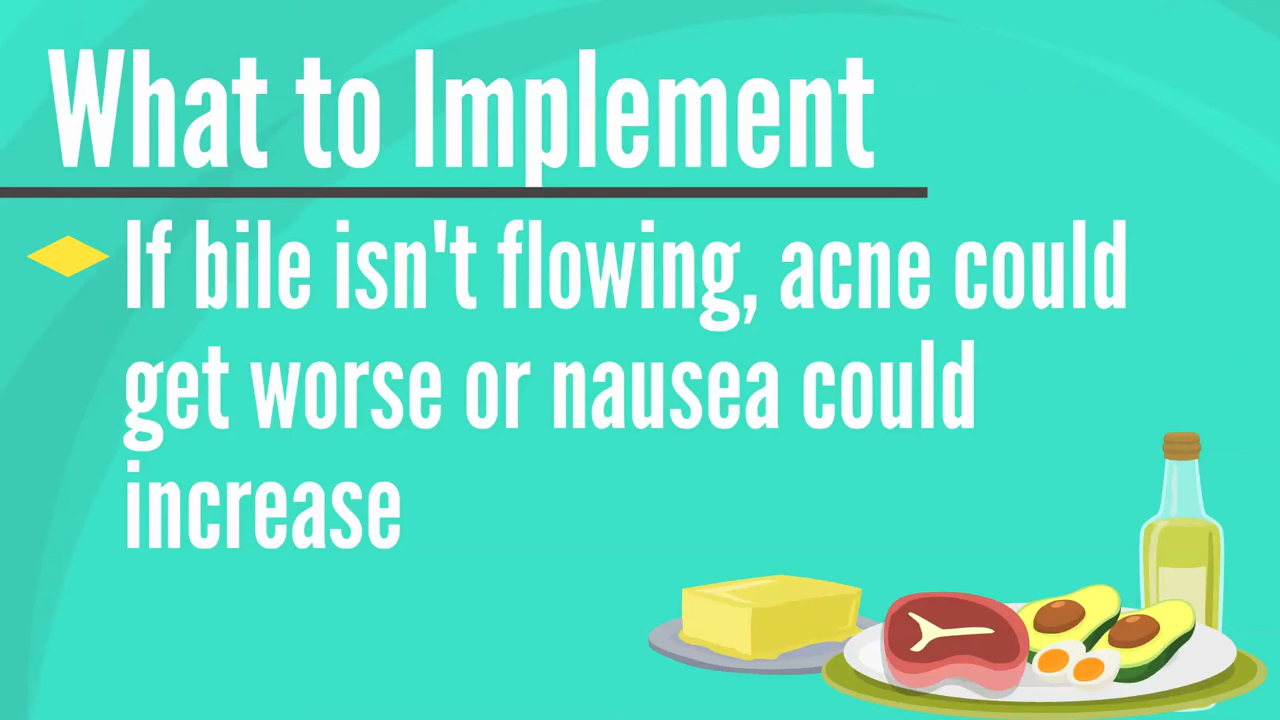 What to Implement
If bile isn't flowing, acne could
get worse or nausea could
increase